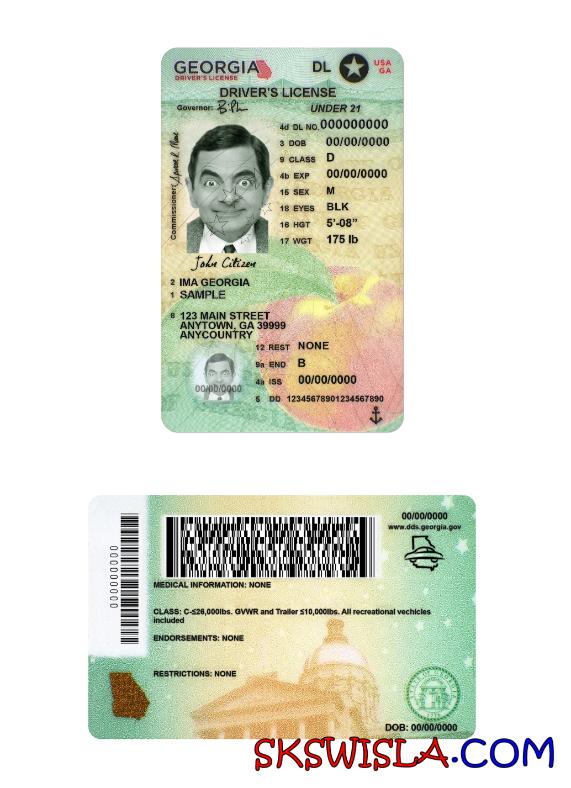 GEORGIA
DRIVER'S LICENSE
DL
USA
GA
DRIVER'S LICENSE
Governor:
UNDER 21
4d DL NO. 000000000
3 DOB 00/00/0000
9 CLASS D
4b EXP 00/00/0000
15 SEX M
18 EYES BLK
16 HGT 5'-08"
17 WGT 175 lb
Commissioner:
John Citizen
2 IMA GEORGIA
1 SAMPLE
8 123 MAIN STREET
ANYTOWN, GA 39999
ANYCOUNTRY
12 REST NONE
9a END B
4a ISS 00/00/0000
00/00/0000
5 DD 12345678901234567890
000000000
00/00/0000
www.dds.georgia.gov
MEDICAL INFORMATION: NONE
CLASS: C-≤26,000lbs. GVWR and Trailer ≤10,000lbs. All recreational vechicles
included
ENDORSEMENTS: NONE
RESTRICTIONS: NONE
DOB: 00/00/0000
SKSWISLA.COM